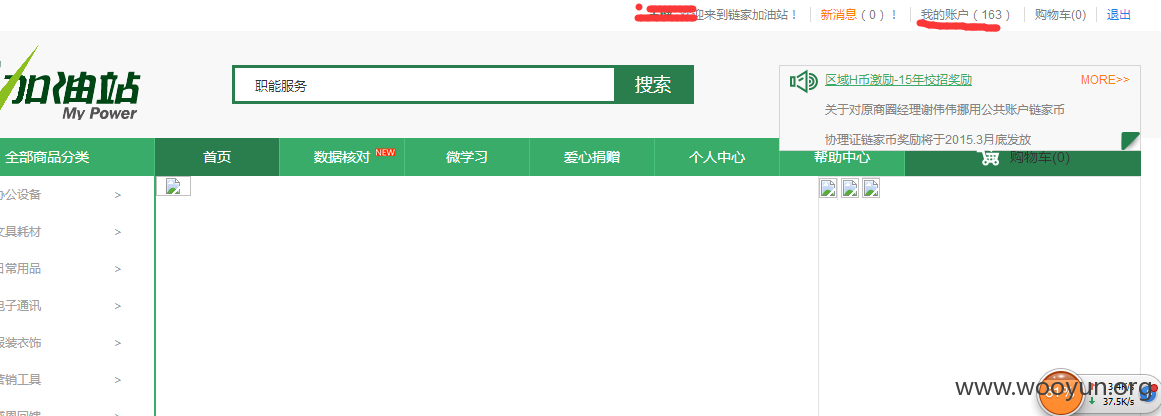 迎来到链家加油站！ 新消息（0）！ 我的账户（163） 购物车(0) 退出
加油站
My Power
职能服务 搜索
区域H币激励-15年校招奖励 MORE>>
关于对原商圈经理谢伟伟挪用公共账户链家币
协理证链家币奖励将于2015.3月底发放
全部商品分类 首页 数据核对 NEW 微学习 爱心捐赠 个人中心 帮助中心 购物车(0)
办公设备 >
文具耗材 >
日常用品 >
电子通讯 >
服装衣饰 >
营销工具 >
www.wooyun.org
3.4K/s
37.5K/s